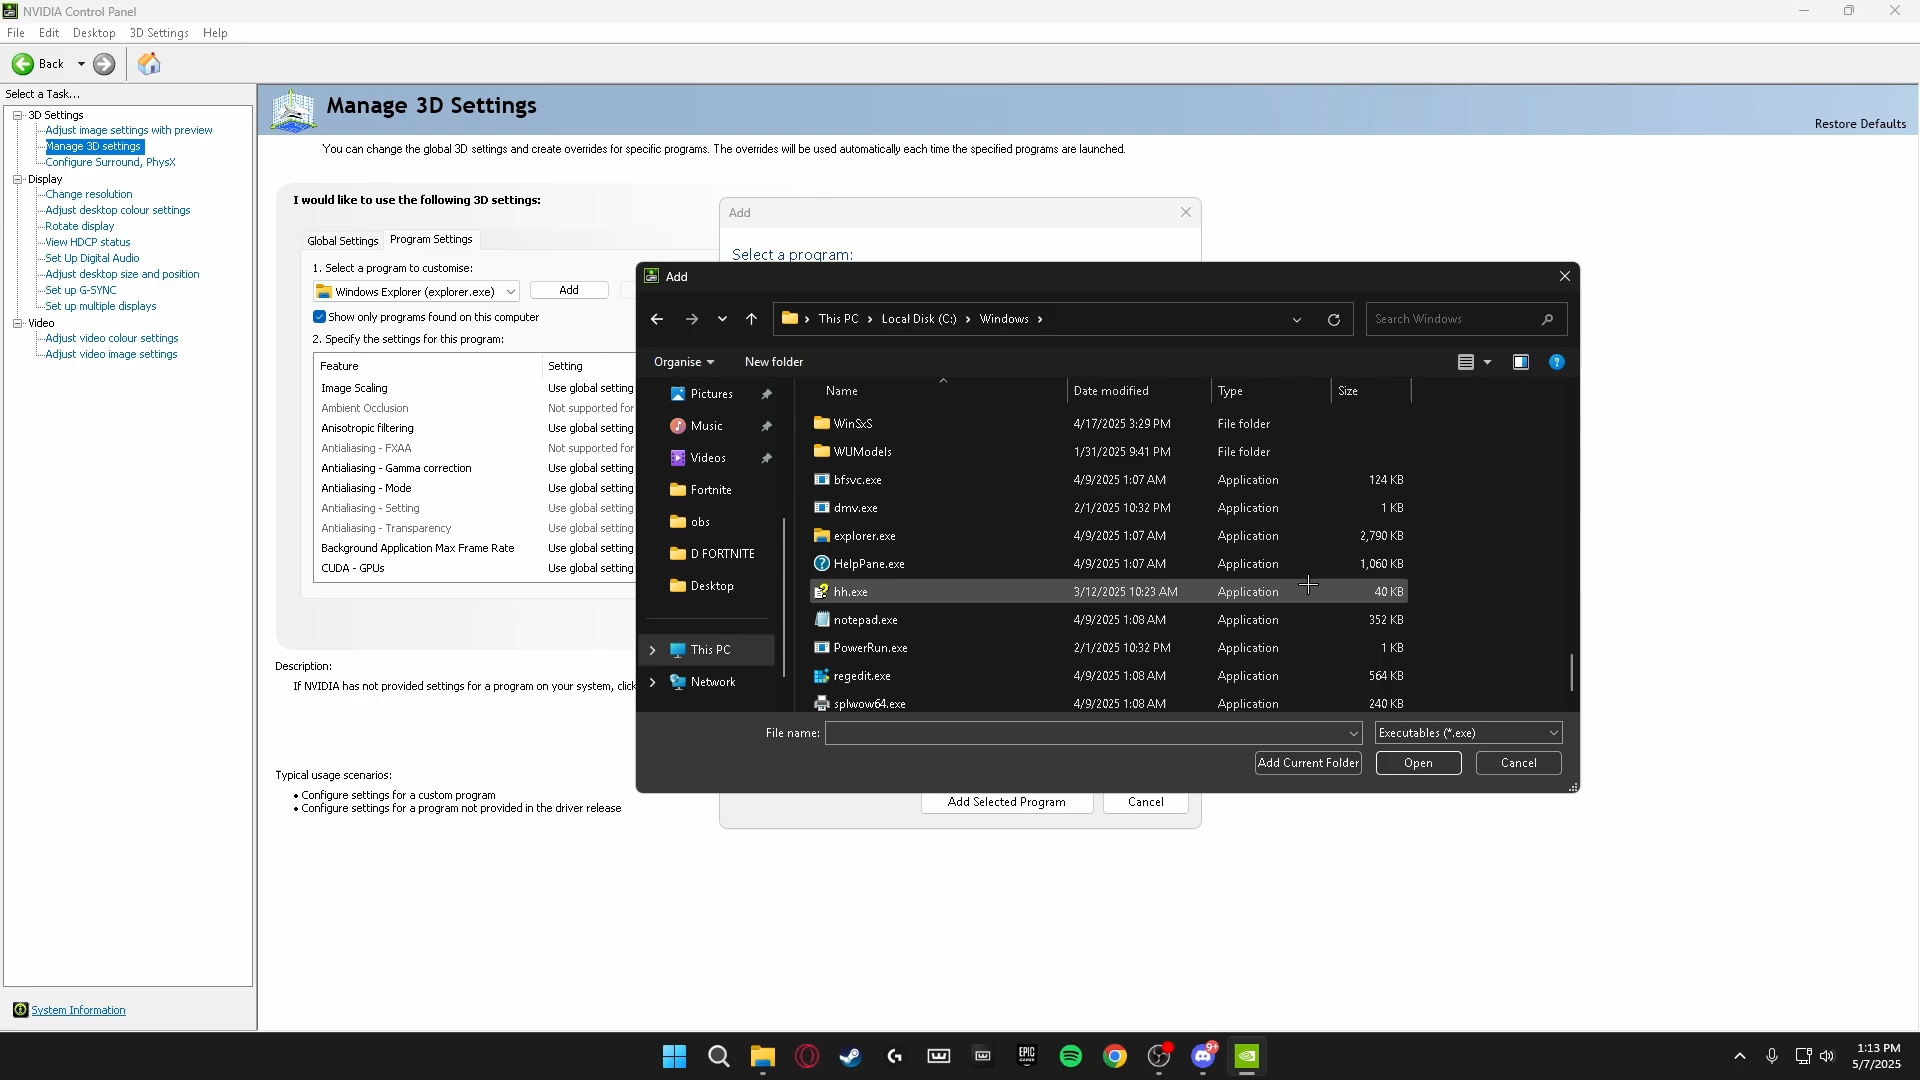 NVIDIA Control Panel
File Edit Desktop 3D Settings Help
Back
Select a Task...
3D Settings
Adjust image settings with preview
Manage 3D settings
Configure Surround, PhysX
Display
Change resolution
Adjust desktop colour settings
Rotate display
View HDCP status
Set Up Digital Audio
Adjust desktop size and position
Set up G-SYNC
Set up multiple displays
Video
Adjust video colour settings
Adjust video image settings
System Information
Manage 3D Settings
Restore Defaults
You can change the global 3D settings and create overrides for specific programs. The overrides will be used automatically each time the specified programs are launched.
I would like to use the following 3D settings:
Global Settings Program Settings
1. Select a program to customise:
Windows Explorer (explorer.exe) Add
Show only programs found on this computer
2. Specify the settings for this program:
Feature Setting
Image Scaling Use global setting
Ambient Occlusion Not supported for
Anisotropic filtering Use global setting
Antialiasing - FXAA Not supported for
Antialiasing - Gamma correction Use global setting
Antialiasing - Mode Use global setting
Antialiasing - Setting Use global setting
Antialiasing - Transparency Use global setting
Background Application Max Frame Rate Use global setting
CUDA - GPUs Use global setting
Description:
If NVIDIA has not provided settings for a program on your system, click
Typical usage scenarios:
• Configure settings for a custom program
• Configure settings for a program not provided in the driver release
Add
Select a program:
Add Selected Program Cancel
Add
This PC > Local Disk (C:) > Windows >
Search Windows
Organise New folder
Pictures
Music
Videos
Fortnite
obs
D FORTNITE
Desktop
This PC
Network
Name Date modified Type Size
WinSxS 4/17/2025 3:29 PM File folder
WUModels 1/31/2025 9:41 PM File folder
bfsvc.exe 4/9/2025 1:07 AM Application 124 KB
dmv.exe 2/1/2025 10:32 PM Application 1 KB
explorer.exe 4/9/2025 1:07 AM Application 2,790 KB
HelpPane.exe 4/9/2025 1:07 AM Application 1,060 KB
hh.exe 3/12/2025 10:23 AM Application 40 KB
notepad.exe 4/9/2025 1:08 AM Application 352 KB
PowerRun.exe 2/1/2025 10:32 PM Application 1 KB
regedit.exe 4/9/2025 1:08 AM Application 564 KB
splwow64.exe 4/9/2025 1:08 AM Application 240 KB
File name: Executables (*.exe)
Add Current Folder Open Cancel
EPIC GAMES
9+
1:13 PM
5/7/2025